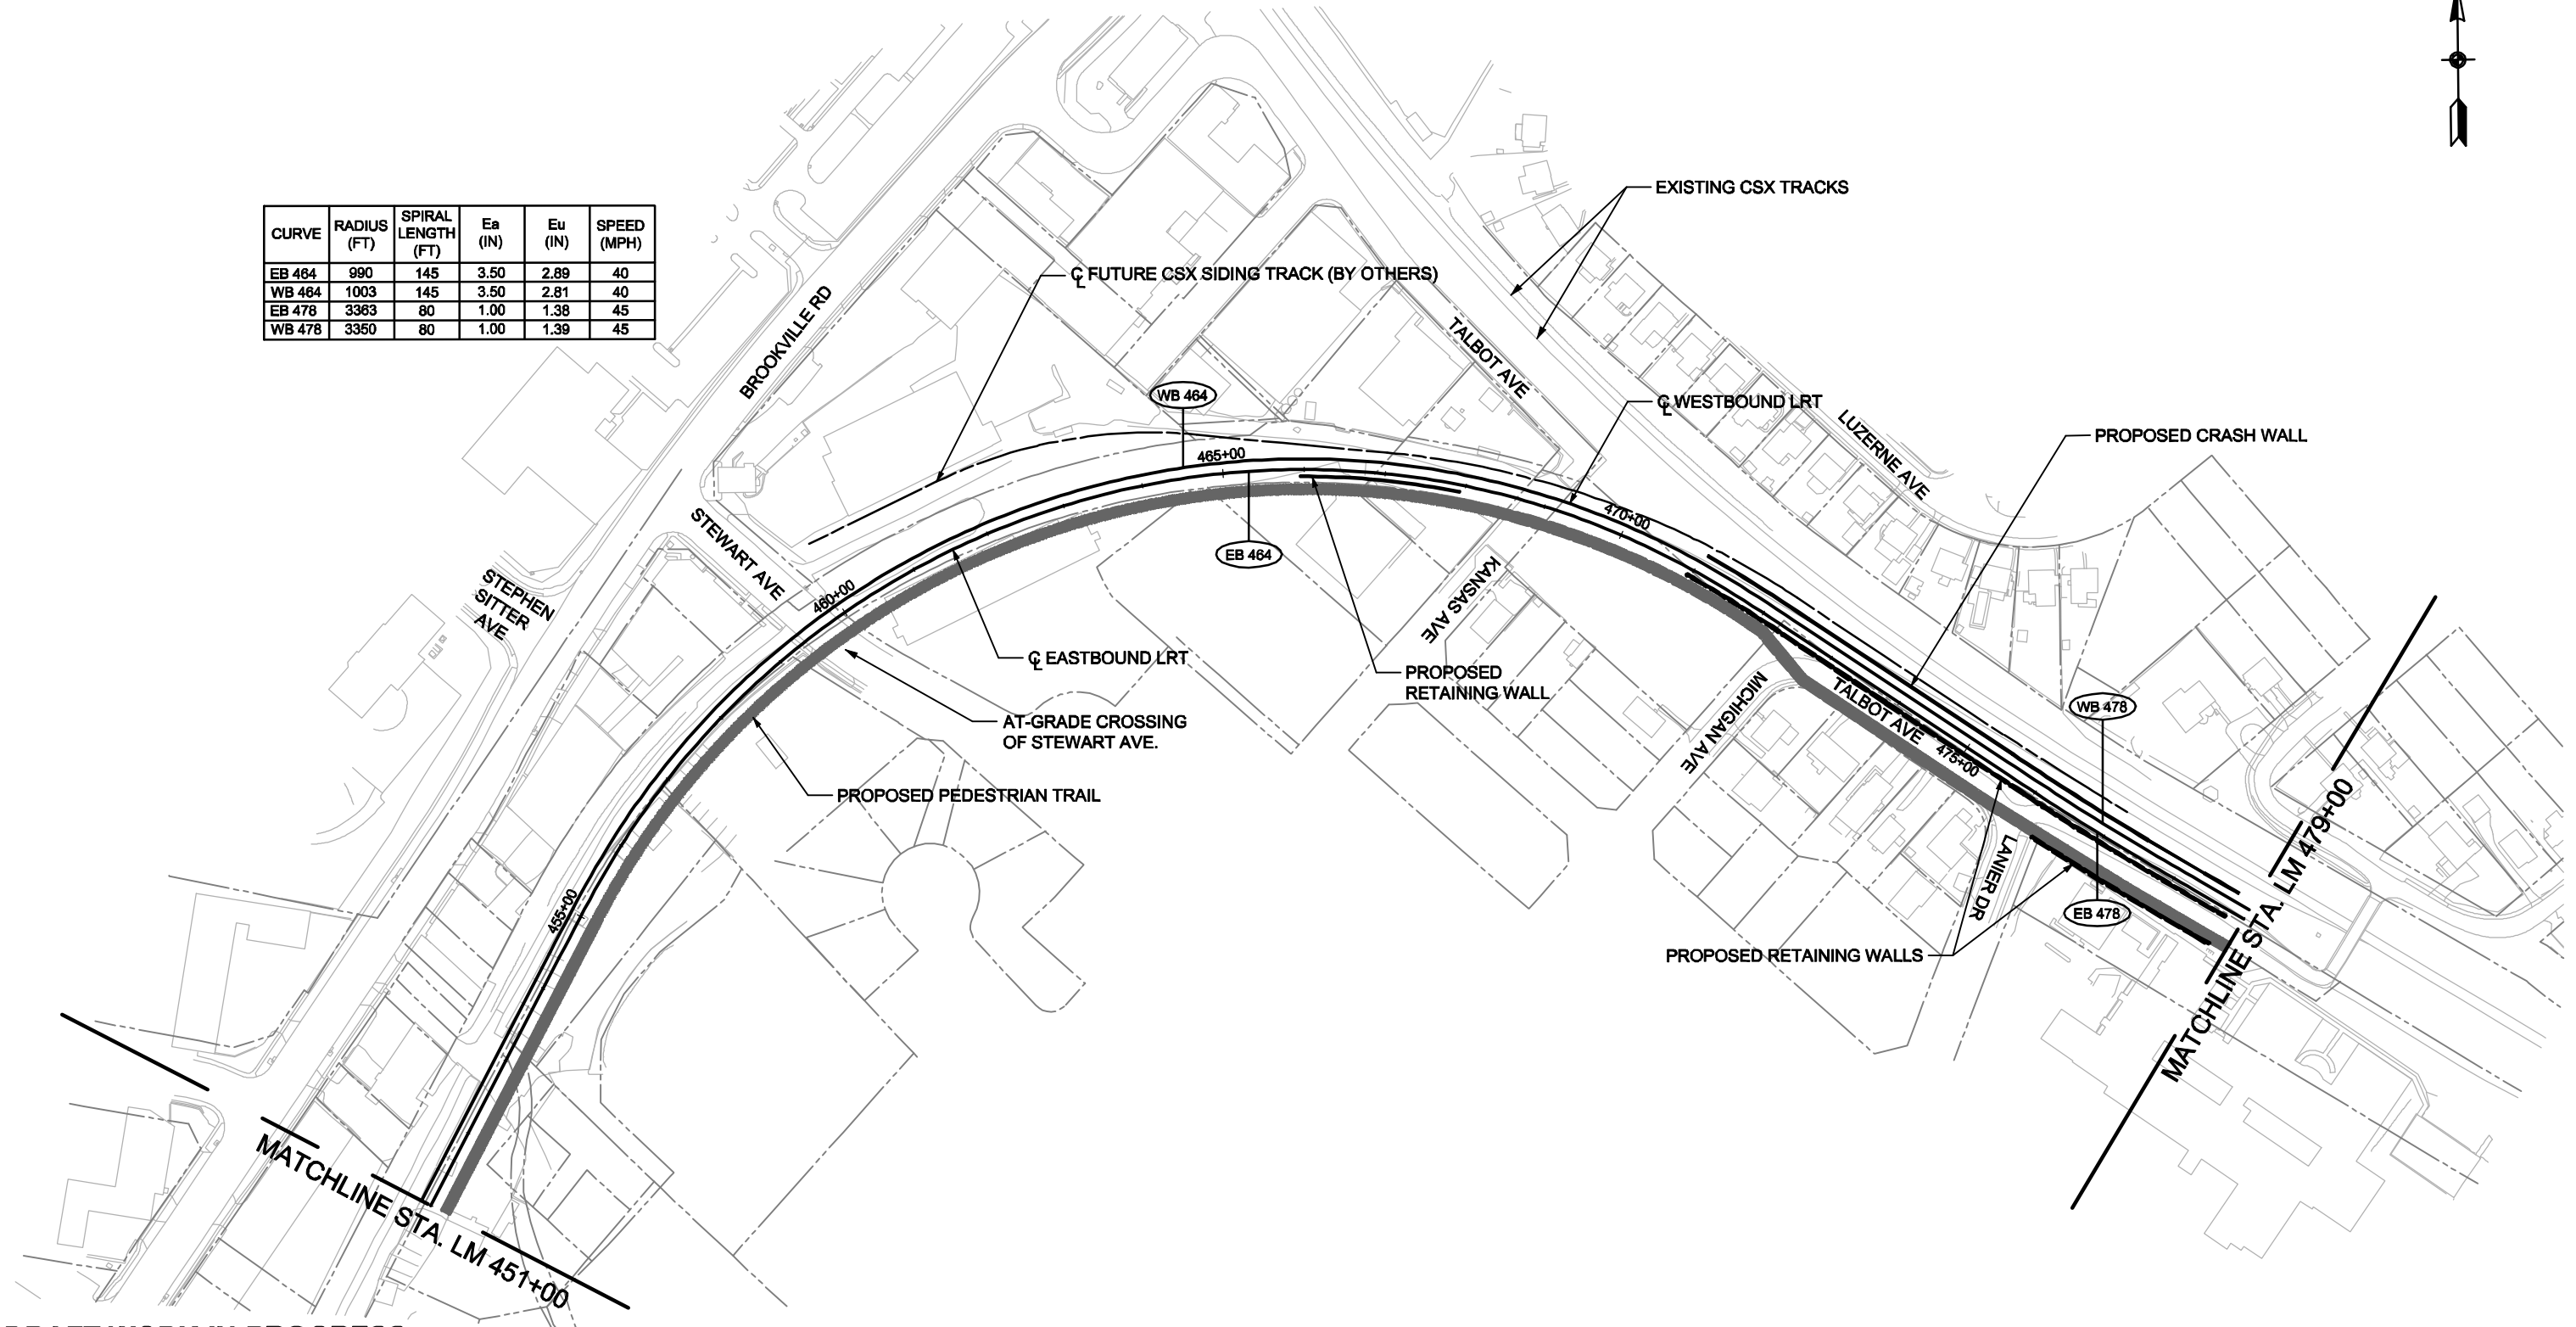 CURVE RADIUS (FT) SPIRAL LENGTH (FT) Ea (IN) Eu (IN) SPEED (MPH)
EB 464 990 145 3.50 2.89 40
WB 464 1003 145 3.50 2.81 40
EB 478 3363 80 1.00 1.38 45
WB 478 3350 80 1.00 1.39 45
EXISTING CSX TRACKS
℄ FUTURE CSX SIDING TRACK (BY OTHERS)
BROOKVILLE RD
TALBOT AVE
WB 464
℄ WESTBOUND LRT
LUZERNE AVE
PROPOSED CRASH WALL
465+00
470+00
STEWART AVE
EB 464
STEPHEN
SITTER
AVE
460+00
KANSAS AVE
℄ EASTBOUND LRT
PROPOSED
RETAINING WALL
AT-GRADE CROSSING
OF STEWART AVE.
MICHIGAN AVE
TALBOT AVE
WB 478
475+00
PROPOSED PEDESTRIAN TRAIL
LANIER DR
455+00
EB 478
PROPOSED RETAINING WALLS
MATCHLINE STA. LM 479+00
MATCHLINE STA. LM 451+00